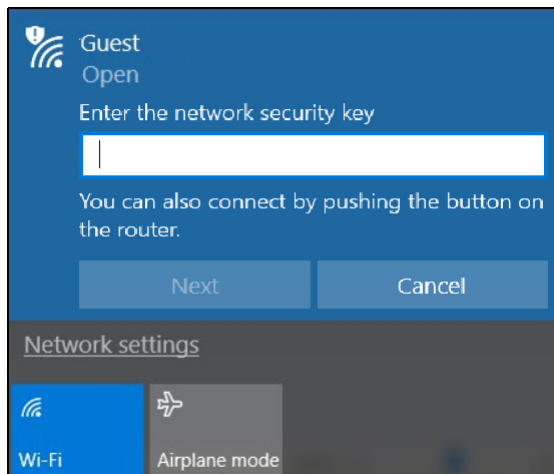 Guest
Open
Enter the network security key
You can also connect by pushing the button on
the router.
Next
Cancel
Network settings
Wi-Fi
Airplane mode